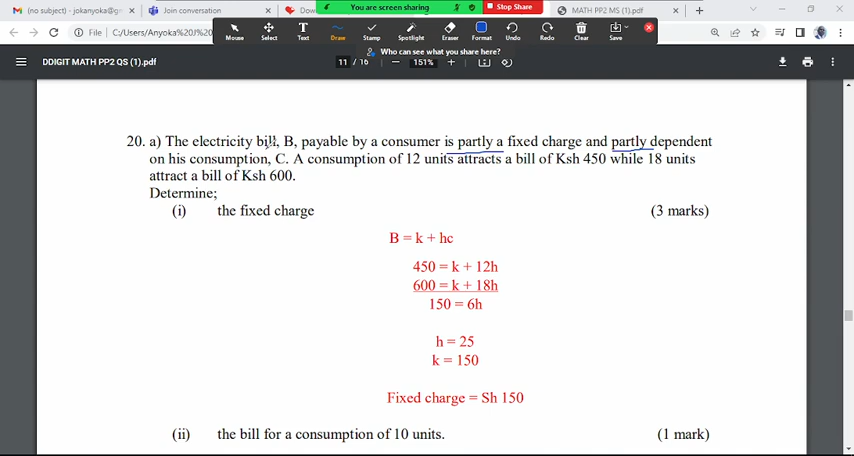 (no subject) - jokanyoka@gm
Join conversation
Dow
You are screen sharing
Stop Share
MATH PP2 MS (1).pdf
File
C:/Users/Anyoka%20J%20
Mouse
Select
Text
Draw
Stamp
Spotlight
Eraser
Format
Undo
Redo
Clear
Save
Who can see what you share here?
DDIGIT MATH PP2 QS (1).pdf
11 / 16
151%
20. a) The electricity bill, B, payable by a consumer is partly a fixed charge and partly dependent
on his consumption, C. A consumption of 12 units attracts a bill of Ksh 450 while 18 units
attract a bill of Ksh 600.
Determine;
(i) the fixed charge (3 marks)
B = k + hc
450 = k + 12h
600 = k + 18h
150 = 6h
h = 25
k = 150
Fixed charge = Sh 150
(ii) the bill for a consumption of 10 units. (1 mark)